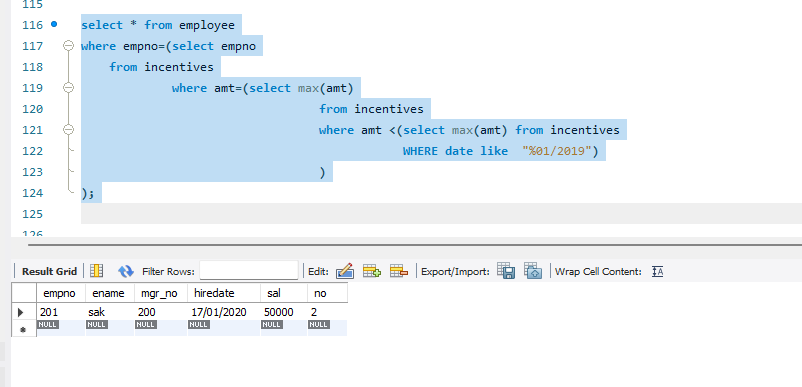 115
116 select * from employee
117 where empno=(select empno
118 from incentives
119 where amt=(select max(amt)
120 from incentives
121 where amt <(select max(amt) from incentives
122 WHERE date like "%01/2019")
123 )
124 );
125
126
Result Grid Filter Rows: Edit: Export/Import: Wrap Cell Content:
empno ename mgr_no hiredate sal no
201 sak 200 17/01/2020 50000 2
NULL NULL NULL NULL NULL NULL